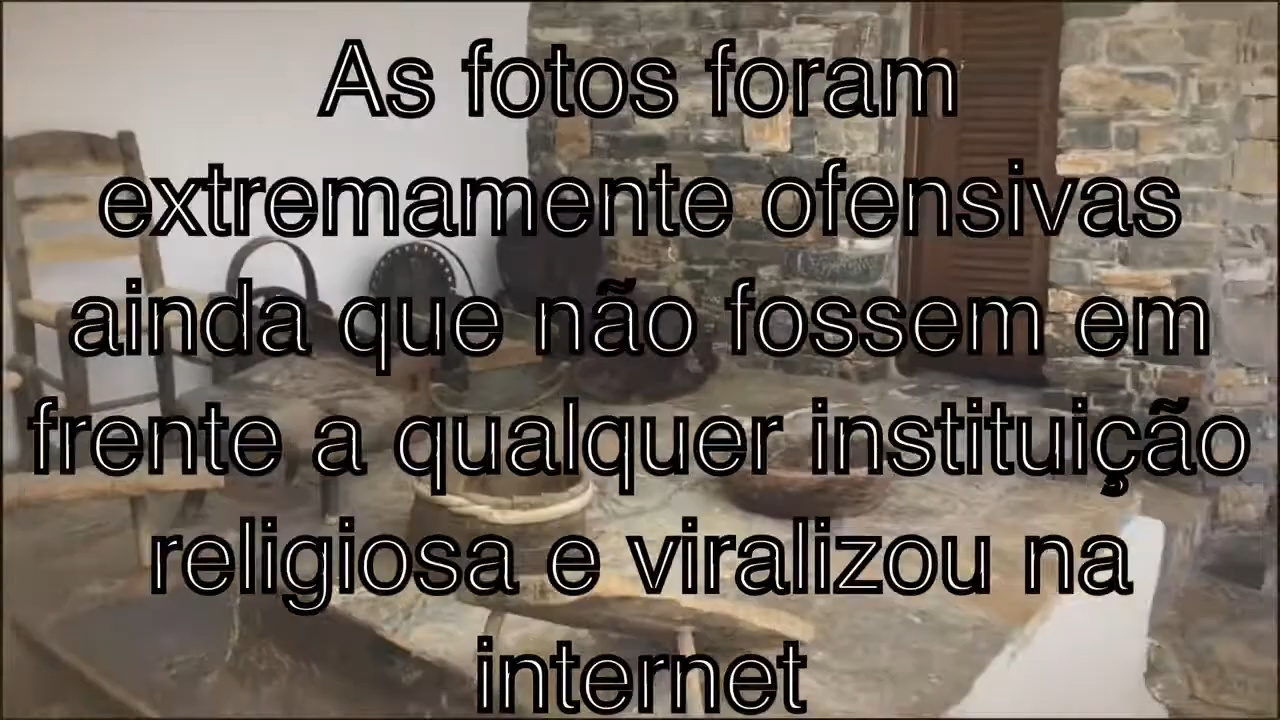 As fotos foram
extremamente ofensivas
ainda que não fossem em
frente a qualquer instituição
religiosa e viralizou na
internet